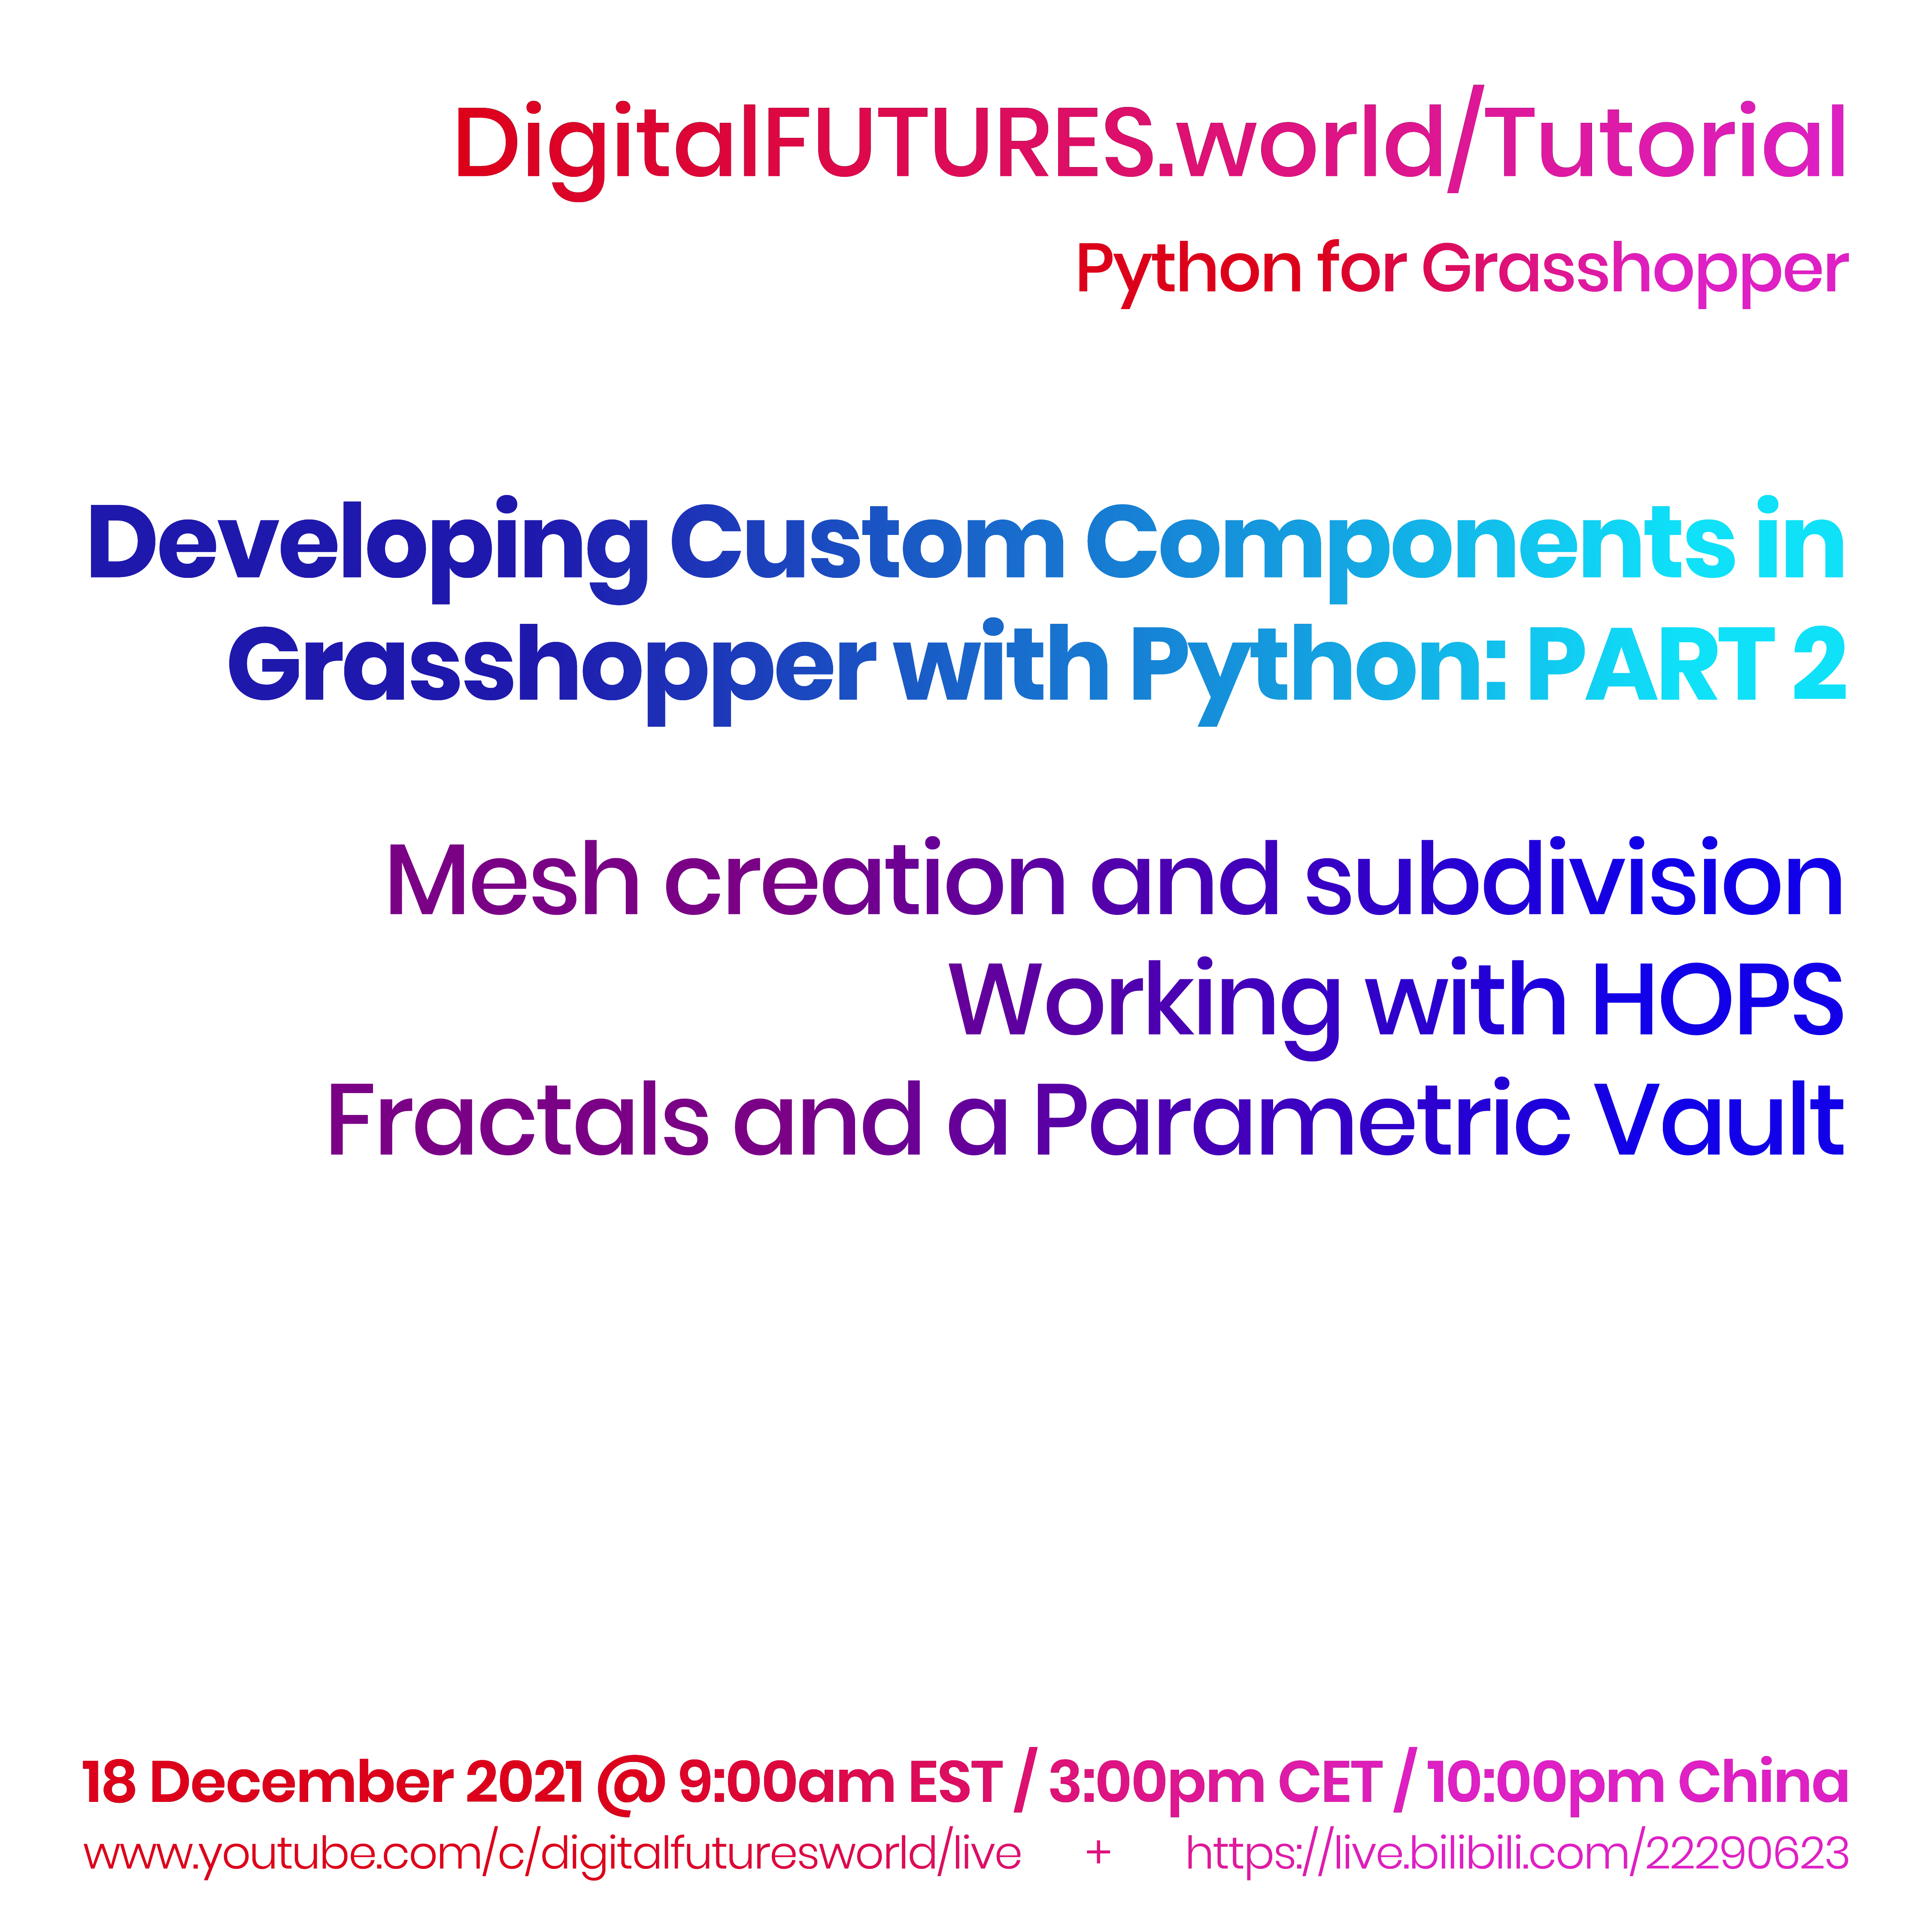 DigitalFUTURES.world/Tutorial
Python for Grasshopper
Developing Custom Components in
Grasshopper with Python: PART 2
Mesh creation and subdivision
Working with HOPS
Fractals and a Parametric Vault
18 December 2021 @ 9:00am EST / 3:00pm CET / 10:00pm China
www.youtube.com/c/digitalfuturesworld/live + https://live.bilibili.com/22290623